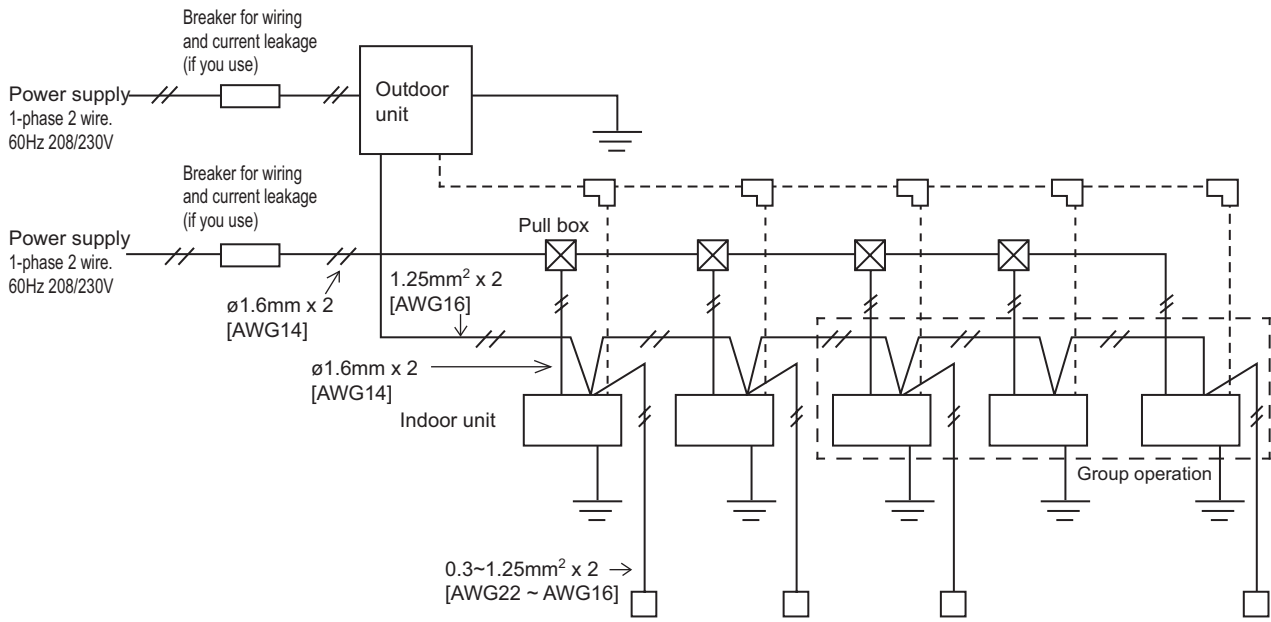 Breaker for wiring
and current leakage
(if you use)
Power supply
1-phase 2 wire.
60Hz 208/230V
Outdoor
unit
Breaker for wiring
and current leakage
(if you use)
Power supply
1-phase 2 wire.
60Hz 208/230V
Pull box
ø1.6mm x 2
[AWG14]
1.25mm² x 2
[AWG16]
ø1.6mm x 2
[AWG14]
Indoor unit
Group operation
0.3~1.25mm² x 2
[AWG22 ~ AWG16]